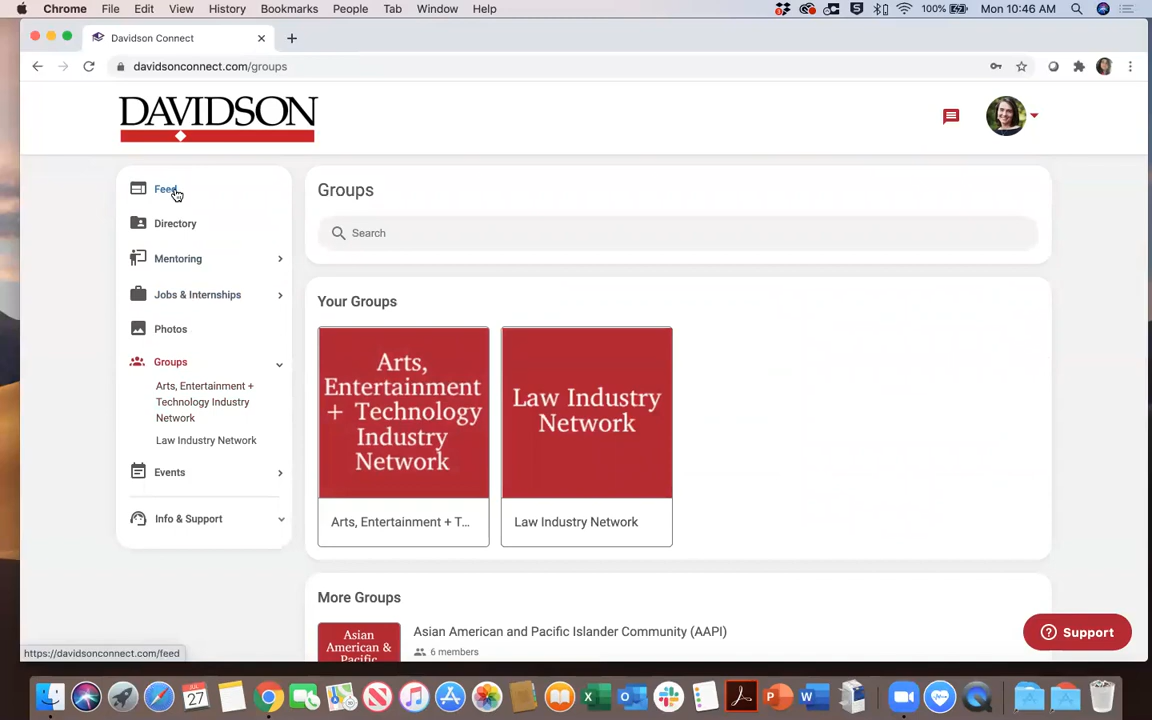 Chrome File Edit View History Bookmarks People Tab Window Help 100% Mon 10:46 AM
Davidson Connect
davidsonconnect.com/groups
DAVIDSON
Feed
Directory
Mentoring
Jobs & Internships
Photos
Groups
Arts, Entertainment +
Technology Industry
Network
Law Industry Network
Events
Info & Support
Groups
Search
Your Groups
Arts,
Entertainment
+ Technology
Industry
Network
Arts, Entertainment + T...
Law Industry
Network
Law Industry Network
More Groups
Asian
American &
Pacific
Asian American and Pacific Islander Community (AAPI)
6 members
Support
https://davidsonconnect.com/feed
JUL
27